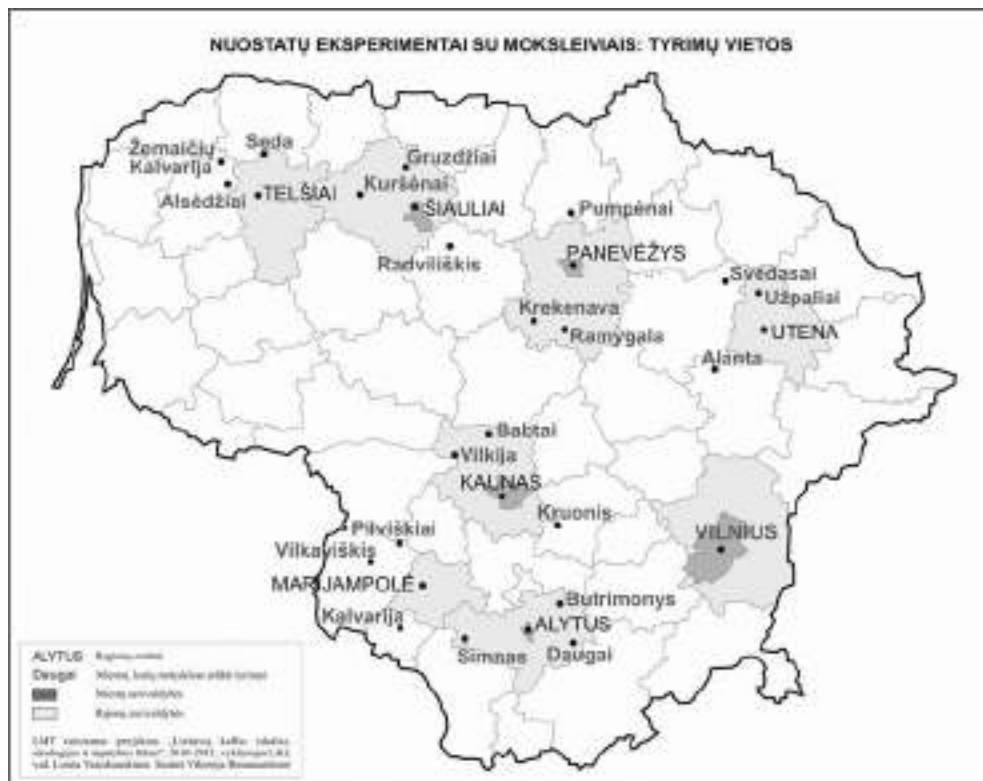 NUOSTATŲ EKSPERIMENTAI SU MOKSLEIVIAIS: TYRIMŲ VIETOS
Seda
Žemaičių
Kalvarija
Gruzdžiai
Kuršėnai
Alsėdžiai
TELŠIAI
ŠIAULIAI
Pumpėnai
Radviliškis
PANEVĖŽYS
Svėdasai
Užpaliai
Krekenava
Ramygala
UTENA
Alanta
Babtai
Vilkija
KAUNAS
Kruonis
Pilviškiai
VILNIUS
Vilkaviškis
MARIJAMPOLĖ
Butrimonys
Kalvarija
ALYTUS
Simnas
Daugai
ALYTUS
Daugai